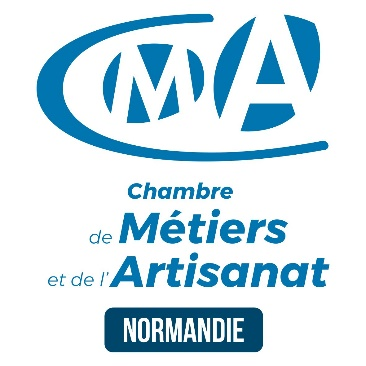 CMA
Chambre
de Métiers
et de l'Artisanat
NORMANDIE